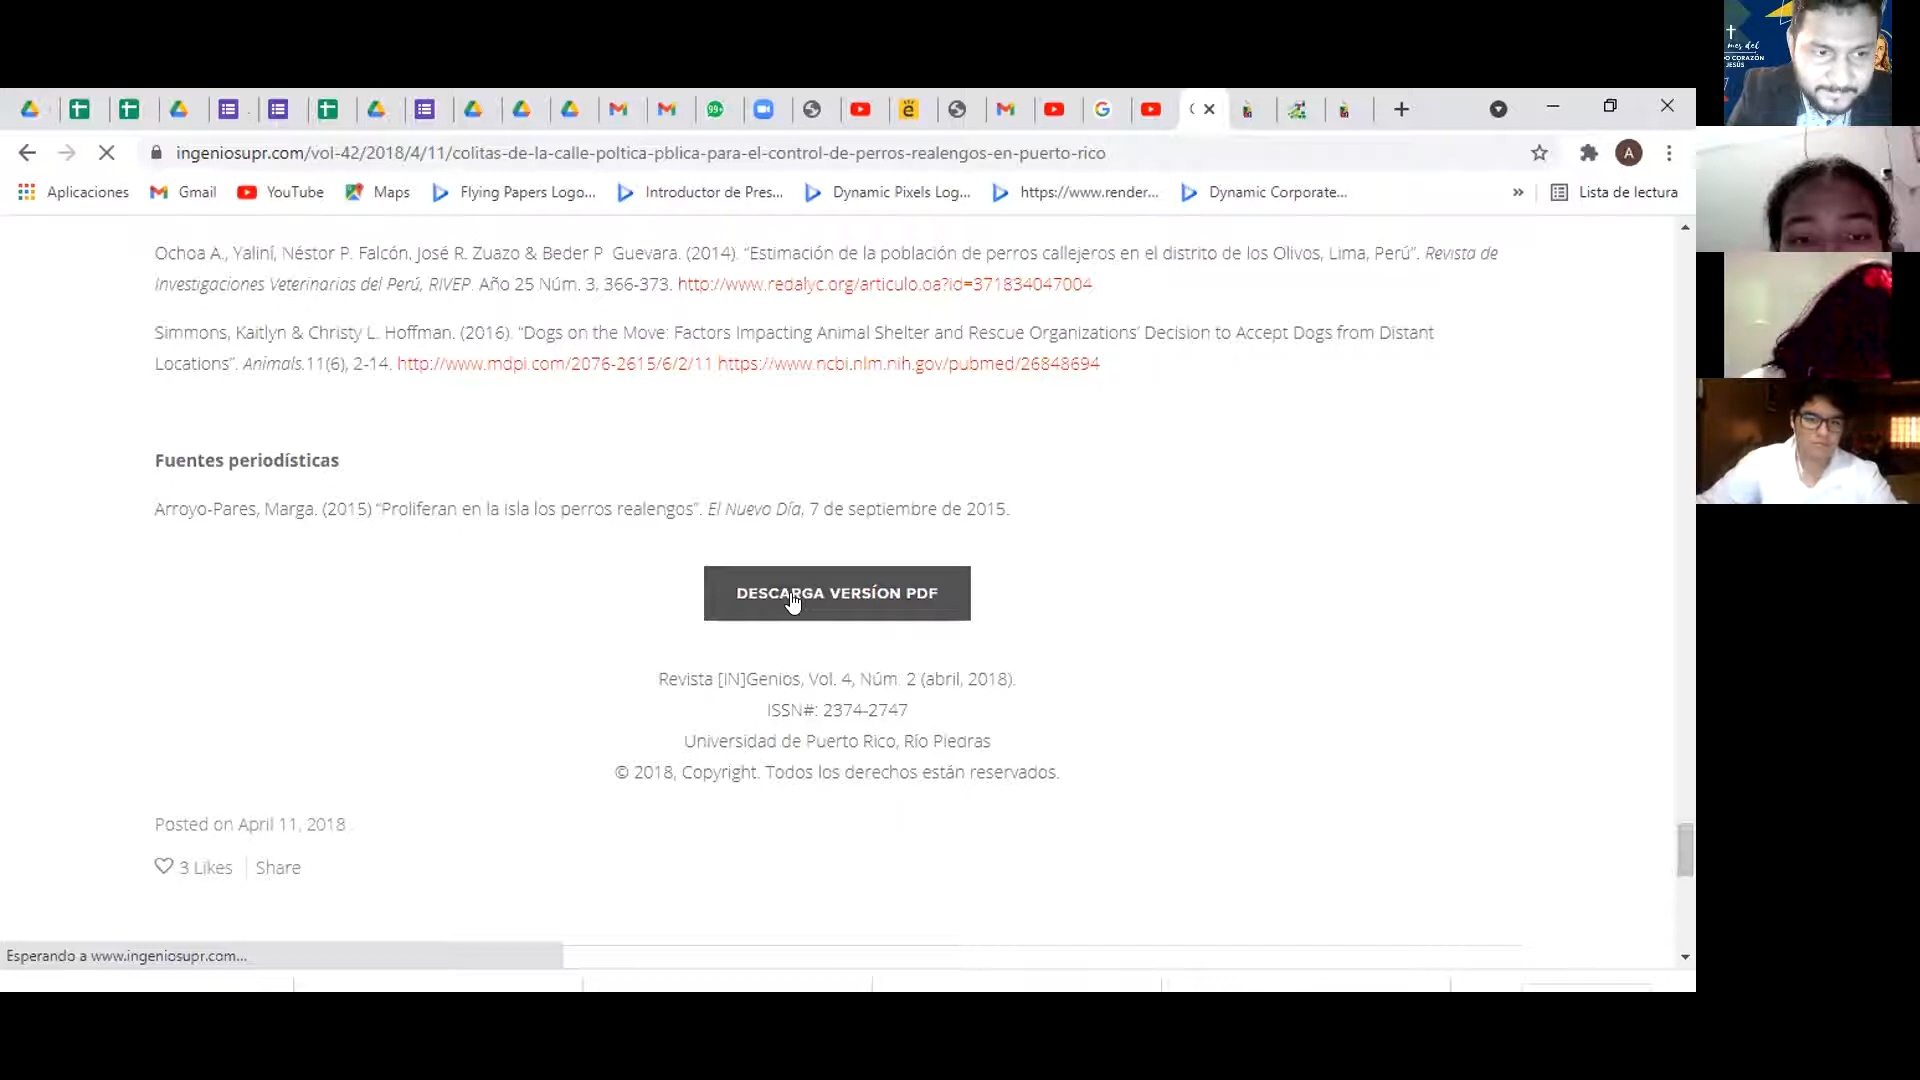 ingeniosupr.com/vol-42/2018/4/11/colitas-de-la-calle-poltica-pblica-para-el-control-de-perros-realengos-en-puerto-rico
A
Aplicaciones Gmail YouTube Maps Flying Papers Logo... Introductor de Pres... Dynamic Pixels Log... https://www.render... Dynamic Corporate... » Lista de lectura
Ochoa A., Yaliní, Néstor P. Falcón, José R. Zuazo & Beder P Guevara. (2014). “Estimación de la población de perros callejeros en el distrito de los Olivos, Lima, Perú”. Revista de
Investigaciones Veterinarias del Perú, RIVEP. Año 25 Núm. 3, 366-373. http://www.redalyc.org/articulo.oa?id=371834047004
Simmons, Kaitlyn & Christy L. Hoffman. (2016). “Dogs on the Move: Factors Impacting Animal Shelter and Rescue Organizations’ Decision to Accept Dogs from Distant
Locations”. Animals.11(6), 2-14. http://www.mdpi.com/2076-2615/6/2/11 https://www.ncbi.nlm.nih.gov/pubmed/26848694
Fuentes periodísticas
Arroyo-Pares, Marga. (2015) “Proliferan en la isla los perros realengos”. El Nuevo Día, 7 de septiembre de 2015.
DESCARGA VERSÍON PDF
Revista [IN]Genios, Vol. 4, Núm. 2 (abril, 2018).
ISSN#: 2374-2747
Universidad de Puerto Rico, Río Piedras
© 2018, Copyright. Todos los derechos están reservados.
Posted on April 11, 2018 .
3 Likes Share
Esperando a www.ingeniosupr.com...
mes del
CORAZÓN
JESÚS